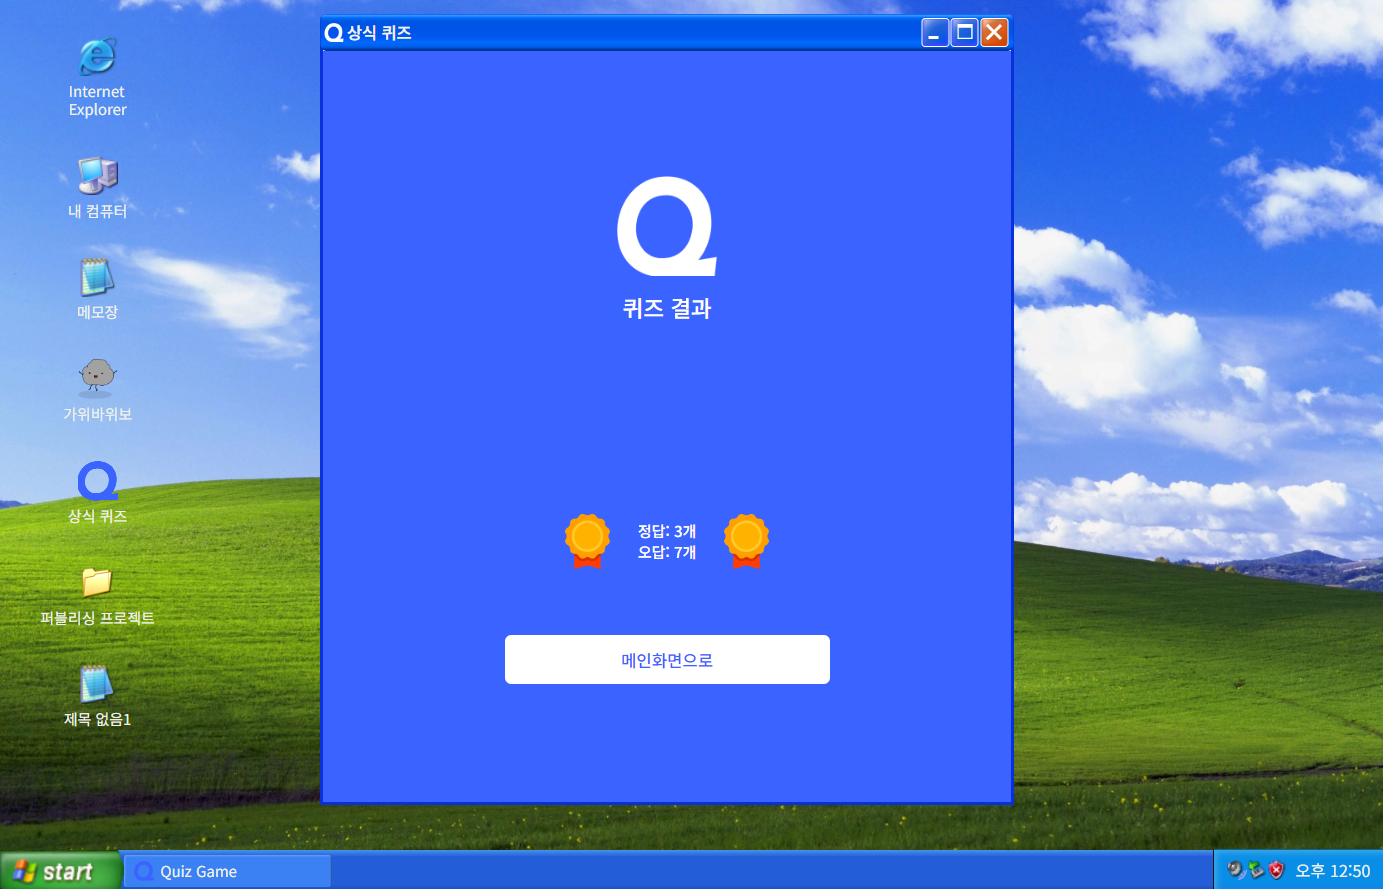 상식 퀴즈
Internet
Explorer
내 컴퓨터
메모장
가위바위보
상식 퀴즈
퍼블리싱 프로젝트
제목 없음1
Q
퀴즈 결과
정답: 3개
오답: 7개
메인화면으로
start
Quiz Game
오후 12:50